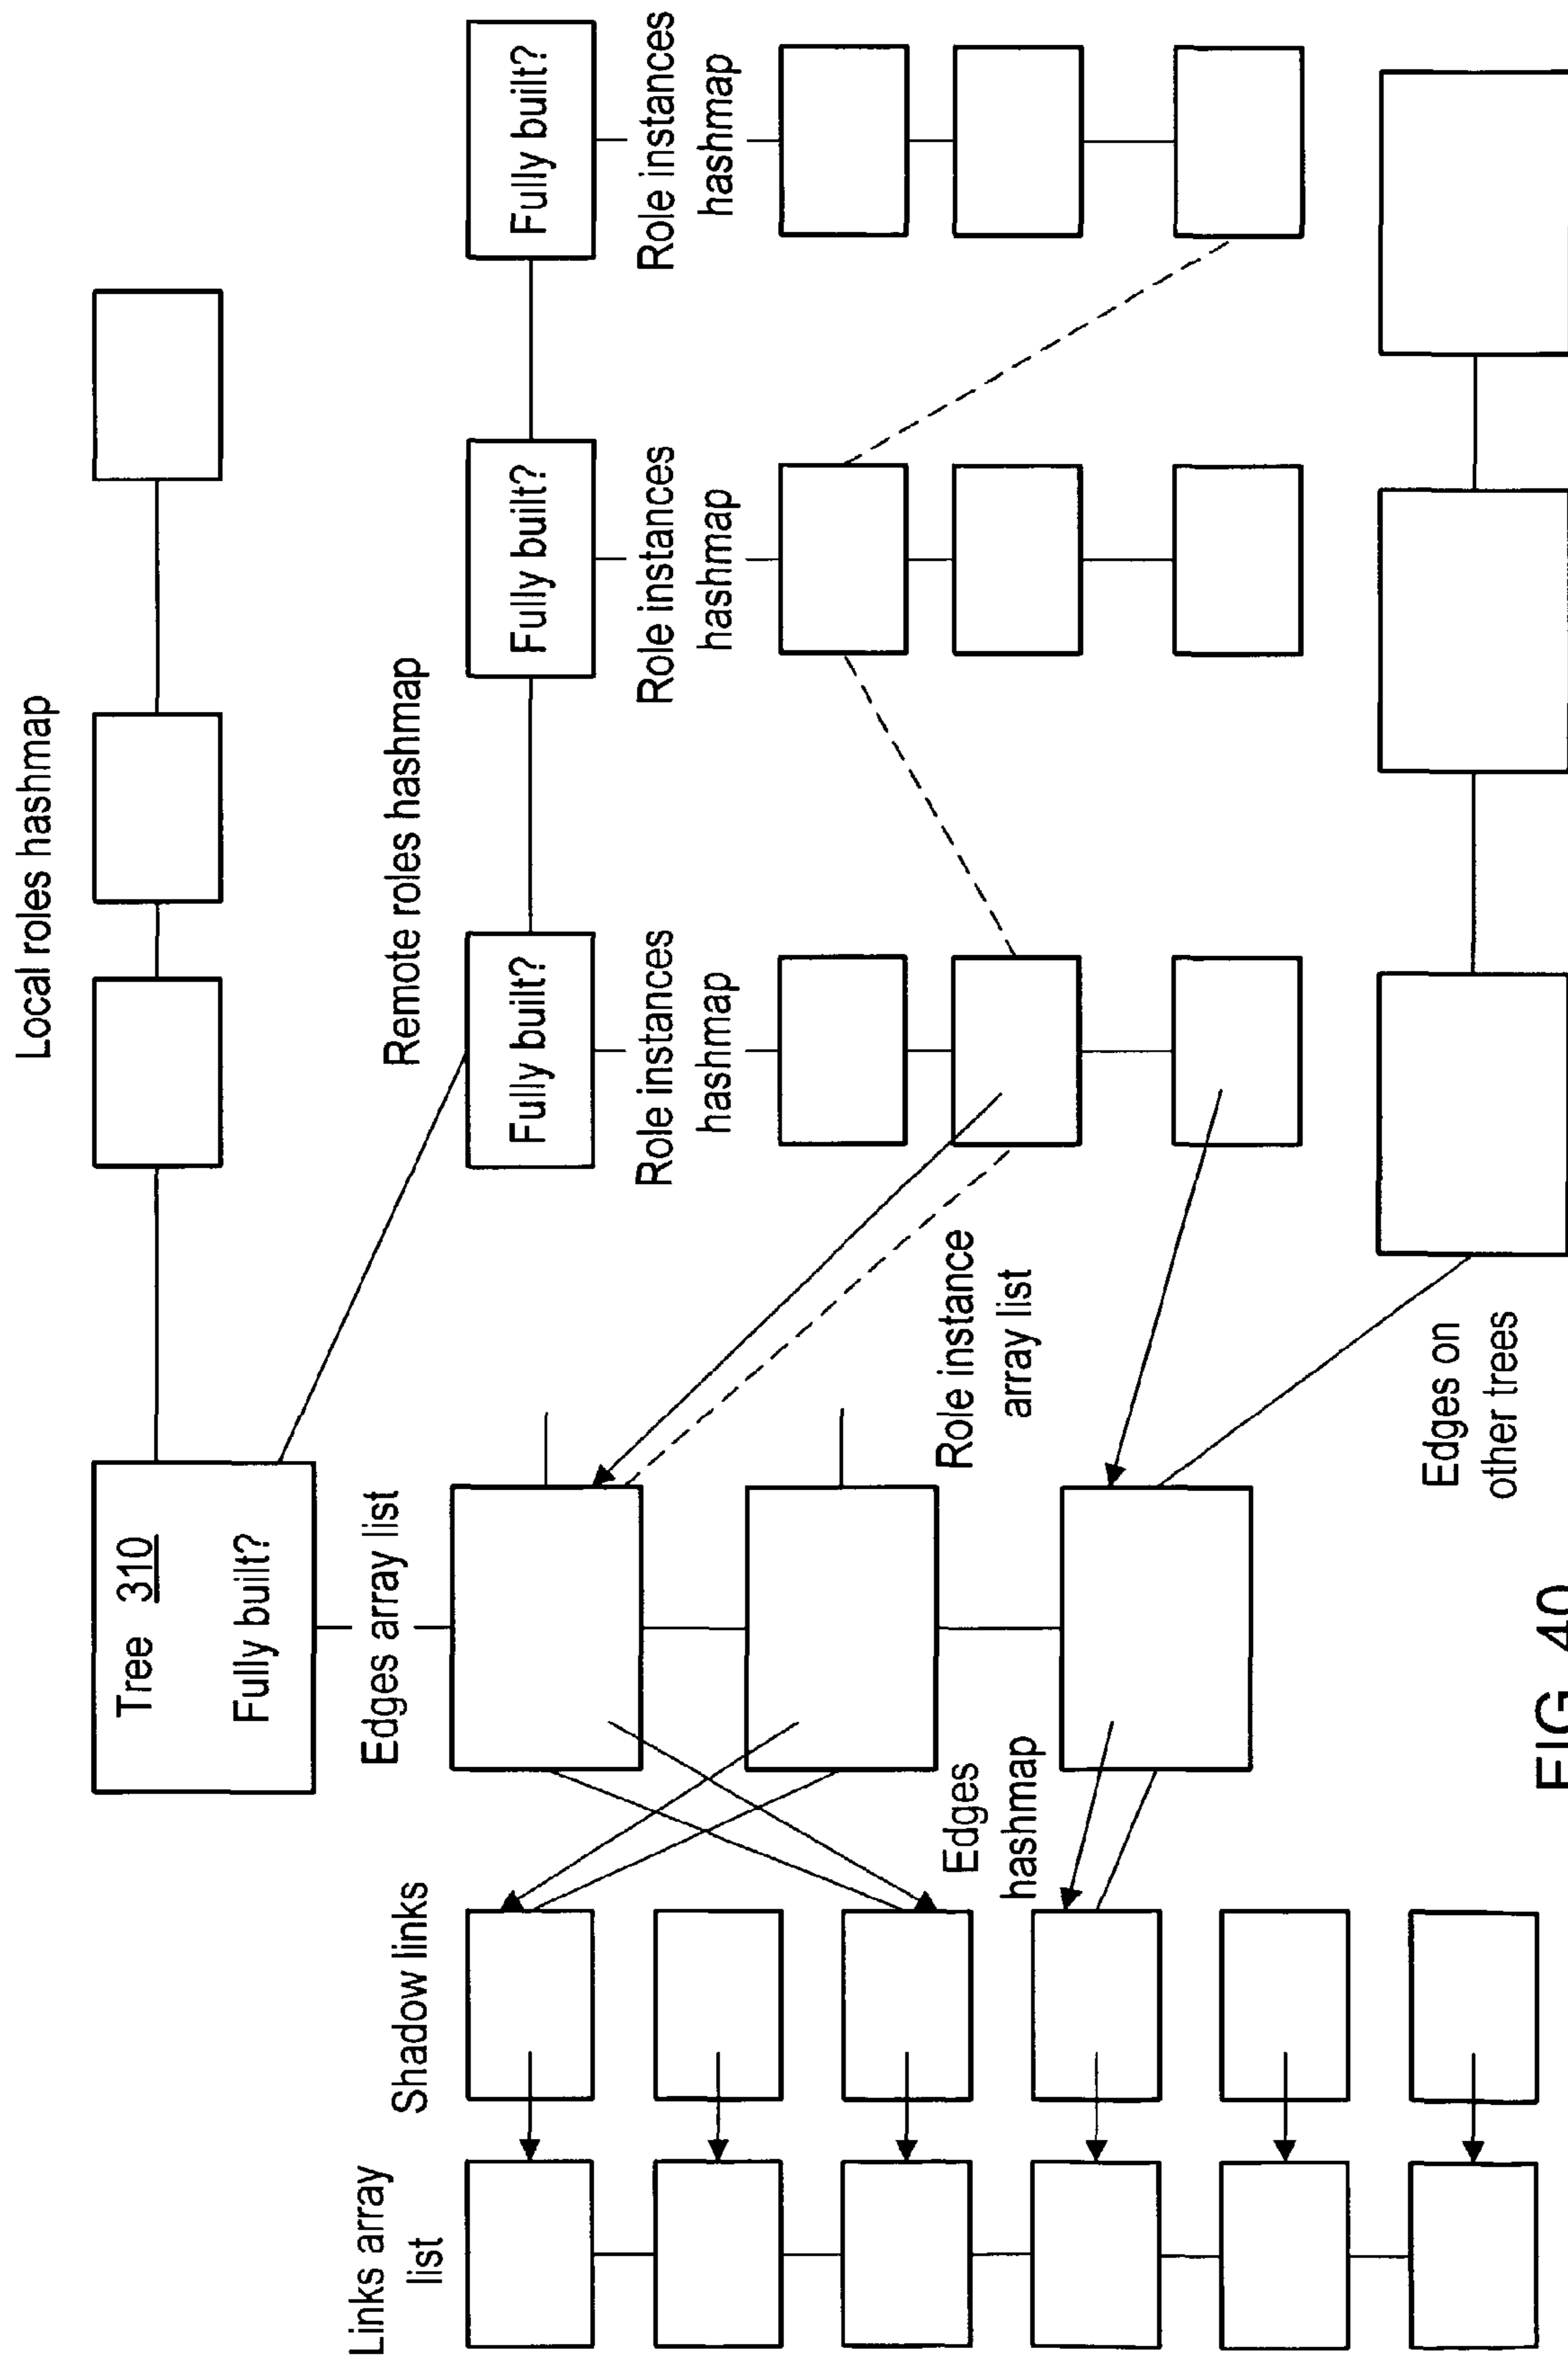 Local roles hashmap
Tree 310
Fully built?
Remote roles hashmap
Links array
list
Shadow links
Edges array list
Fully built?
Fully built?
Fully built?
Role instances
hashmap
Role instances
hashmap
Role instances
hashmap
Edges
hashmap
Role instance
array list
Edges on
other trees
FIG. 40